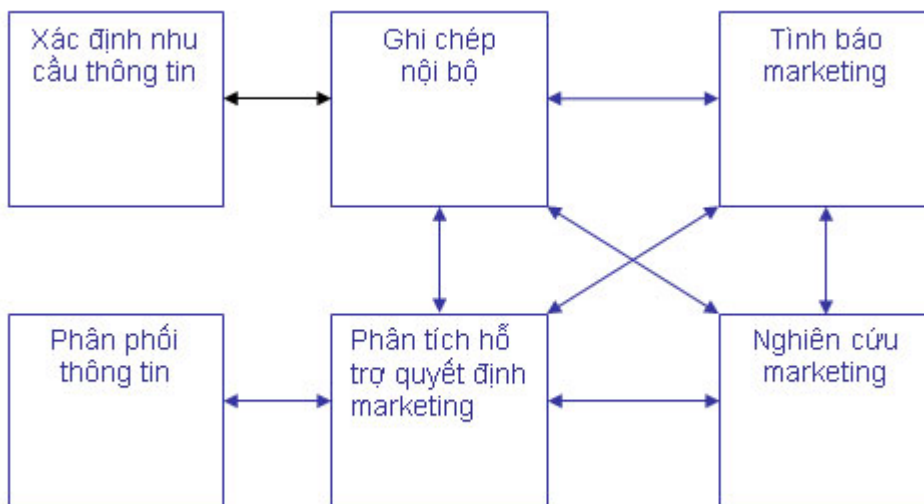 Xác định nhu
cầu thông tin
Ghi chép
nội bộ
Tình báo
marketing
Phân phối
thông tin
Phân tích hỗ
trợ quyết định
marketing
Nghiên cứu
marketing